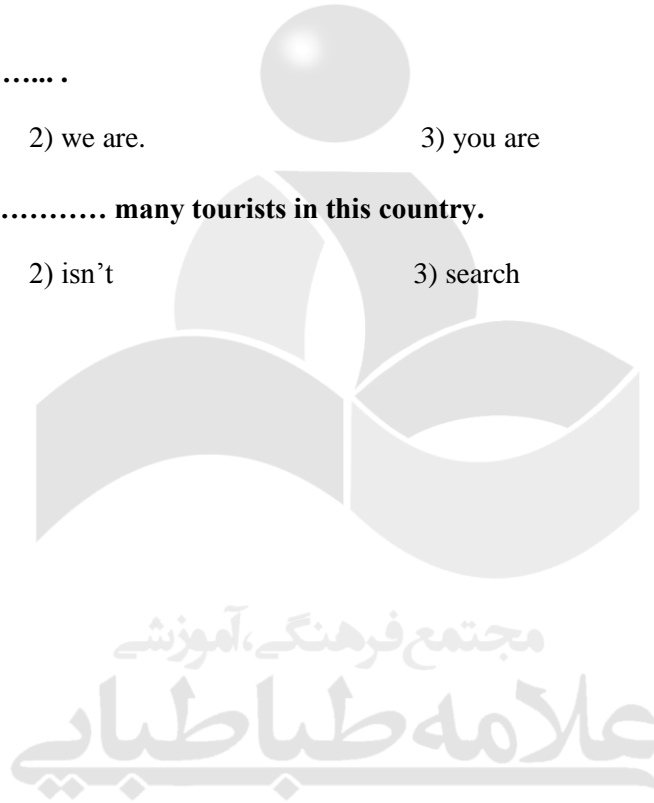 …... .
2) we are. 3) you are
………… many tourists in this country.
2) isn’t 3) search
مجتمع فرهنگی، آموزشی
علامه طباطبایی